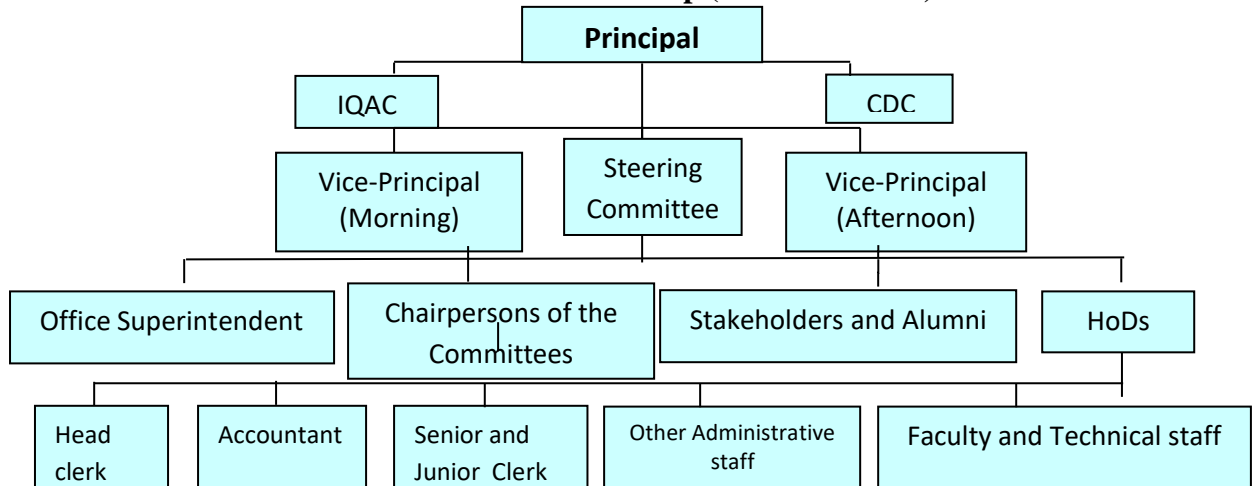 Principal
IQAC
CDC
Vice-Principal
(Morning)
Steering
Committee
Vice-Principal
(Afternoon)
Office Superintendent
Chairpersons of the
Committees
Stakeholders and Alumni
HoDs
Head
clerk
Accountant
Senior and
Junior Clerk
Other Administrative
staff
Faculty and Technical staff